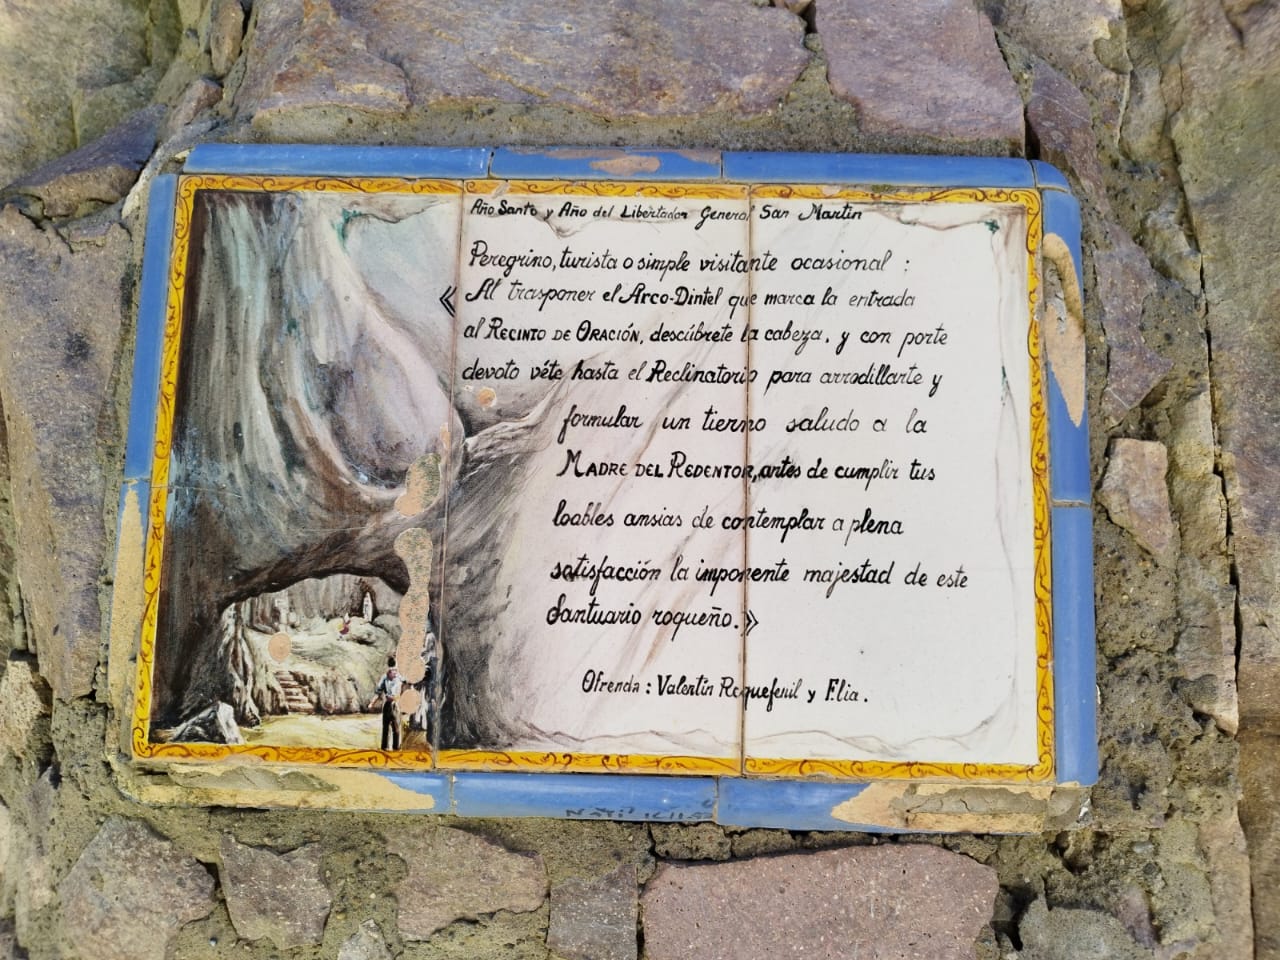 Año Santo y Año del Libertador General San Martin
Peregrino, turista o simple visitante ocasional :
« Al trasponer el Arco-Dintel que marca la entrada
al RECINTO DE ORACIÓN, descúbrete la cabeza, y con porte
devoto véte hasta el Reclinatorio para arrodillarte y
formular un tierno saludo a la
MADRE DEL REDENTOR, antes de cumplir tus
loables ansias de contemplar a plena
satisfacción la imponente majestad de este
Santuario roqueño.»
Ofrenda : Valentín Roquefenil y Flia.